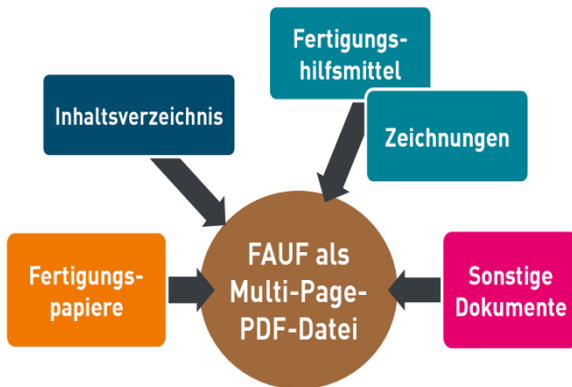 Fertigungs-
hilfsmittel
Inhaltsverzeichnis
Zeichnungen
FAUF als
Multi-Page-
PDF-Datei
Fertigungs-
papiere
Sonstige
Dokumente